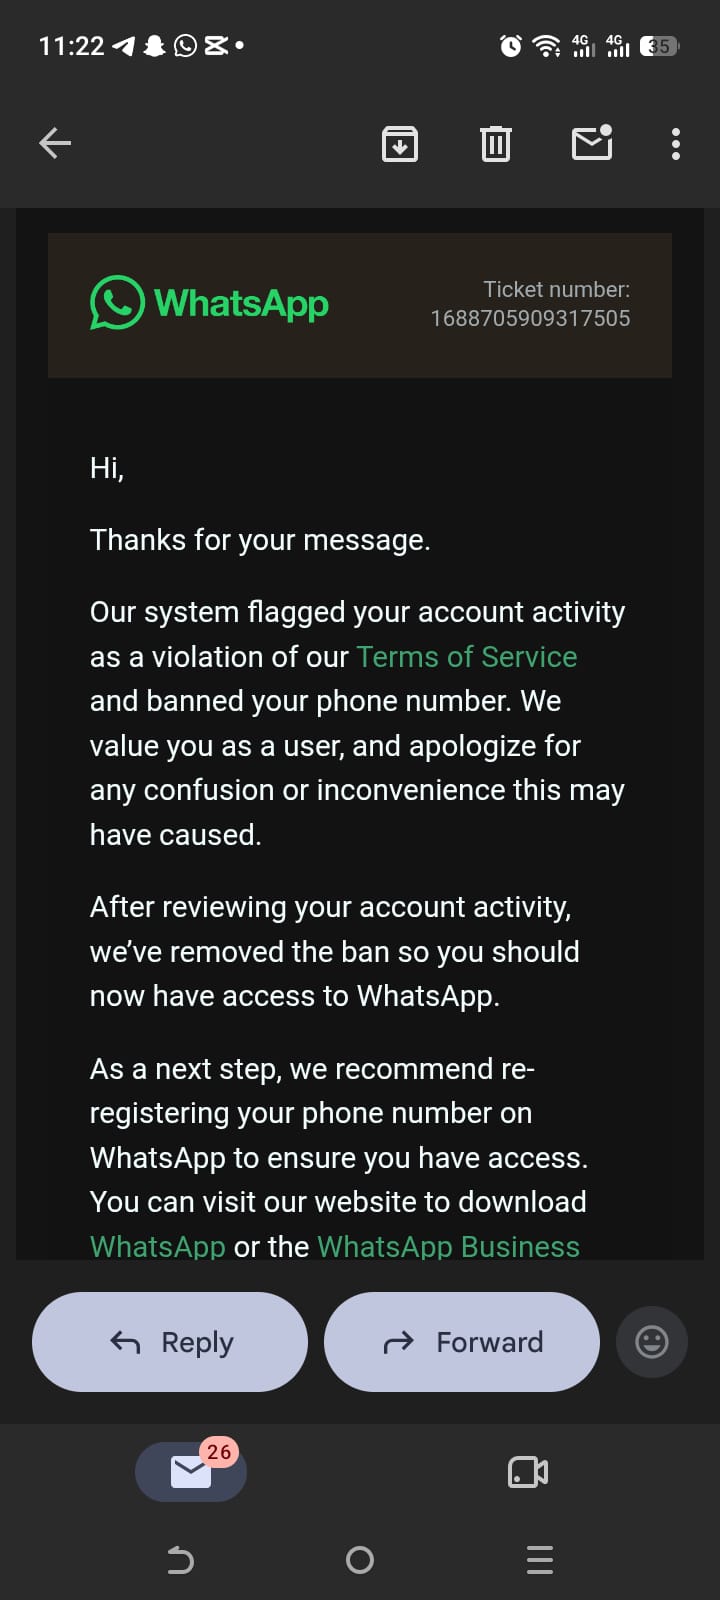 11:22
4G 4G 35
WhatsApp
Ticket number:
1688705909317505
Hi,
Thanks for your message.
Our system flagged your account activity
as a violation of our Terms of Service
and banned your phone number. We
value you as a user, and apologize for
any confusion or inconvenience this may
have caused.
After reviewing your account activity,
we’ve removed the ban so you should
now have access to WhatsApp.
As a next step, we recommend re-
registering your phone number on
WhatsApp to ensure you have access.
You can visit our website to download
WhatsApp or the WhatsApp Business
Reply
Forward
26